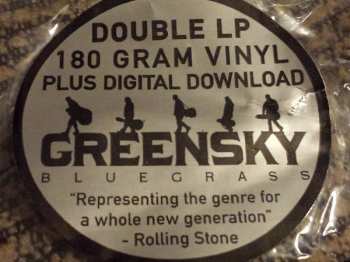 DOUBLE LP
180 GRAM VINYL
PLUS DIGITAL DOWNLOAD
GREENSKY
BLUEGRASS
"Representing the genre for
a whole new generation"
- Rolling Stone